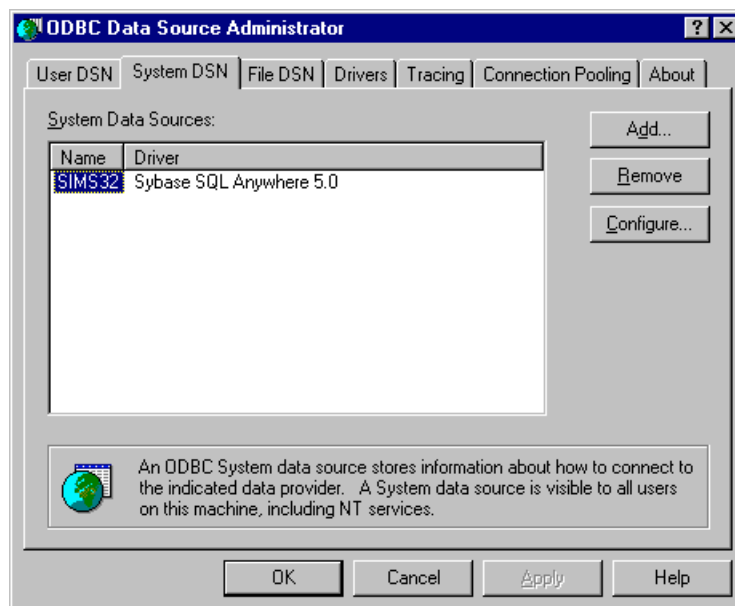 ODBC Data Source Administrator
User DSN System DSN File DSN Drivers Tracing Connection Pooling About
System Data Sources:
Add...
Name Driver
SIMS32 Sybase SQL Anywhere 5.0
Remove
Configure...
An ODBC System data source stores information about how to connect to
the indicated data provider. A System data source is visible to all users
on this machine, including NT services.
OK Cancel Apply Help